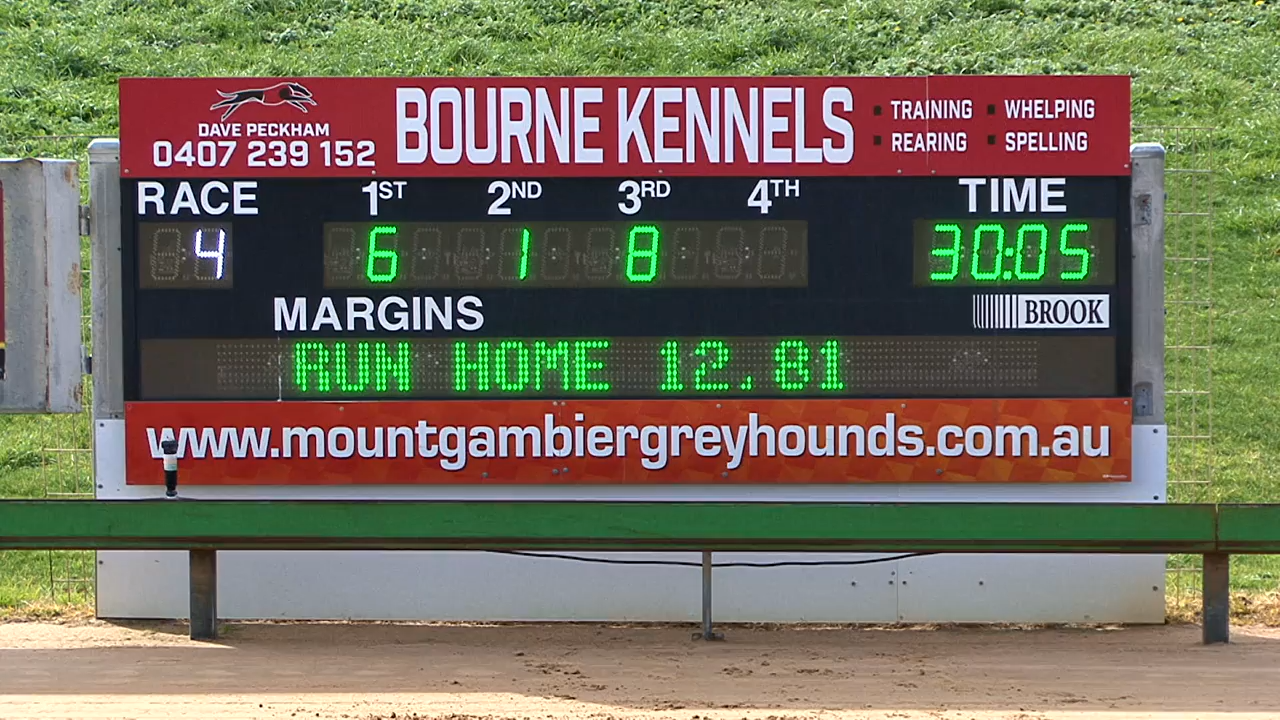 DAVE PECKHAM
0407 239 152
BOURNE KENNELS
▪ TRAINING ▪ WHELPING
▪ REARING ▪ SPELLING
RACE 1ST 2ND 3RD 4TH TIME
4 6 1 8 30:05
MARGINS
BROOK
RUN HOME 12.81
www.mountgambiergreyhounds.com.au